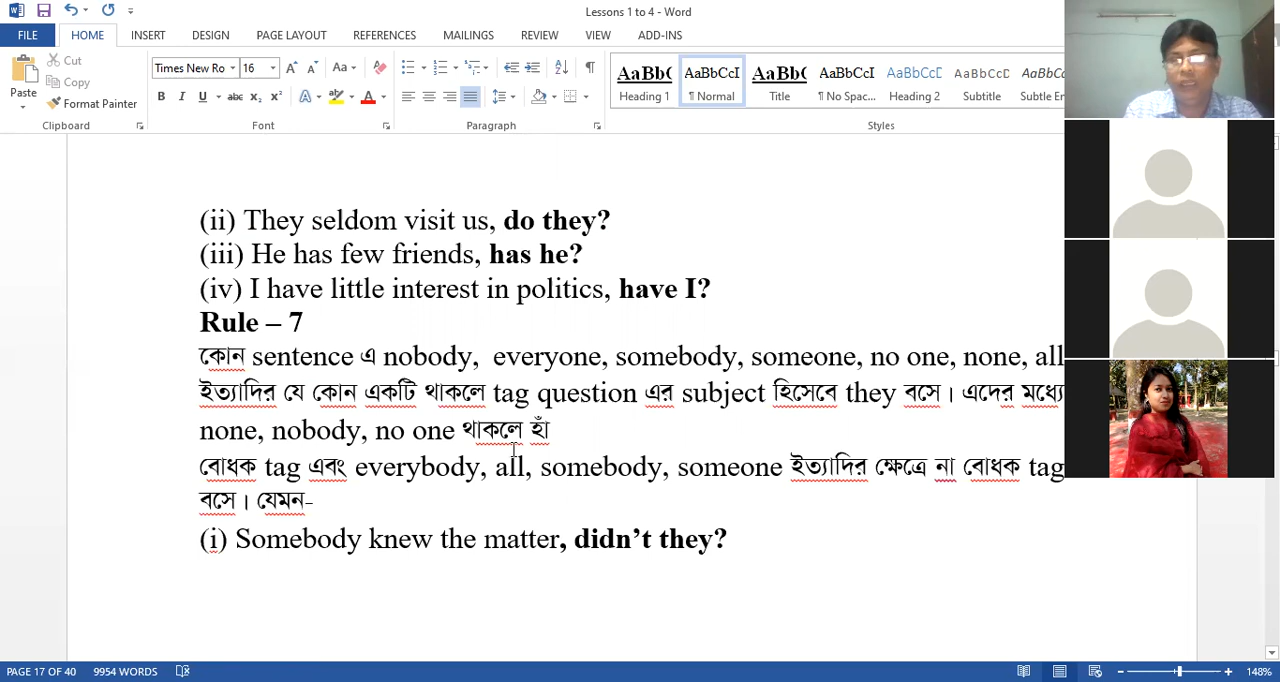 Lessons 1 to 4 - Word
FILE HOME INSERT DESIGN PAGE LAYOUT REFERENCES MAILINGS REVIEW VIEW ADD-INS
Paste
Cut
Copy
Format Painter
Times New Ro 16
AaBbC AaBbCcI AaBb( AaBbCcI AaBbCcD AaBbCcD AaBbCcL
Heading 1 ¶ Normal Title ¶ No Spac... Heading 2 Subtitle Subtle En
Clipboard Font Paragraph Styles
(ii) They seldom visit us, do they?
(iii) He has few friends, has he?
(iv) I have little interest in politics, have I?
Rule – 7
কোন sentence এ nobody, everyone, somebody, someone, no one, none, all
ইত্যাদির যে কোন একটি থাকলে tag question এর subject হিসেবে they বসে। এদের মধ্যে
none, nobody, no one থাকলে হাঁ
বোধক tag এবং everybody, all, somebody, someone ইত্যাদির ক্ষেত্রে না বোধক tag
বসে। যেমন-
(i) Somebody knew the matter, didn’t they?
PAGE 17 OF 40 9954 WORDS 148%